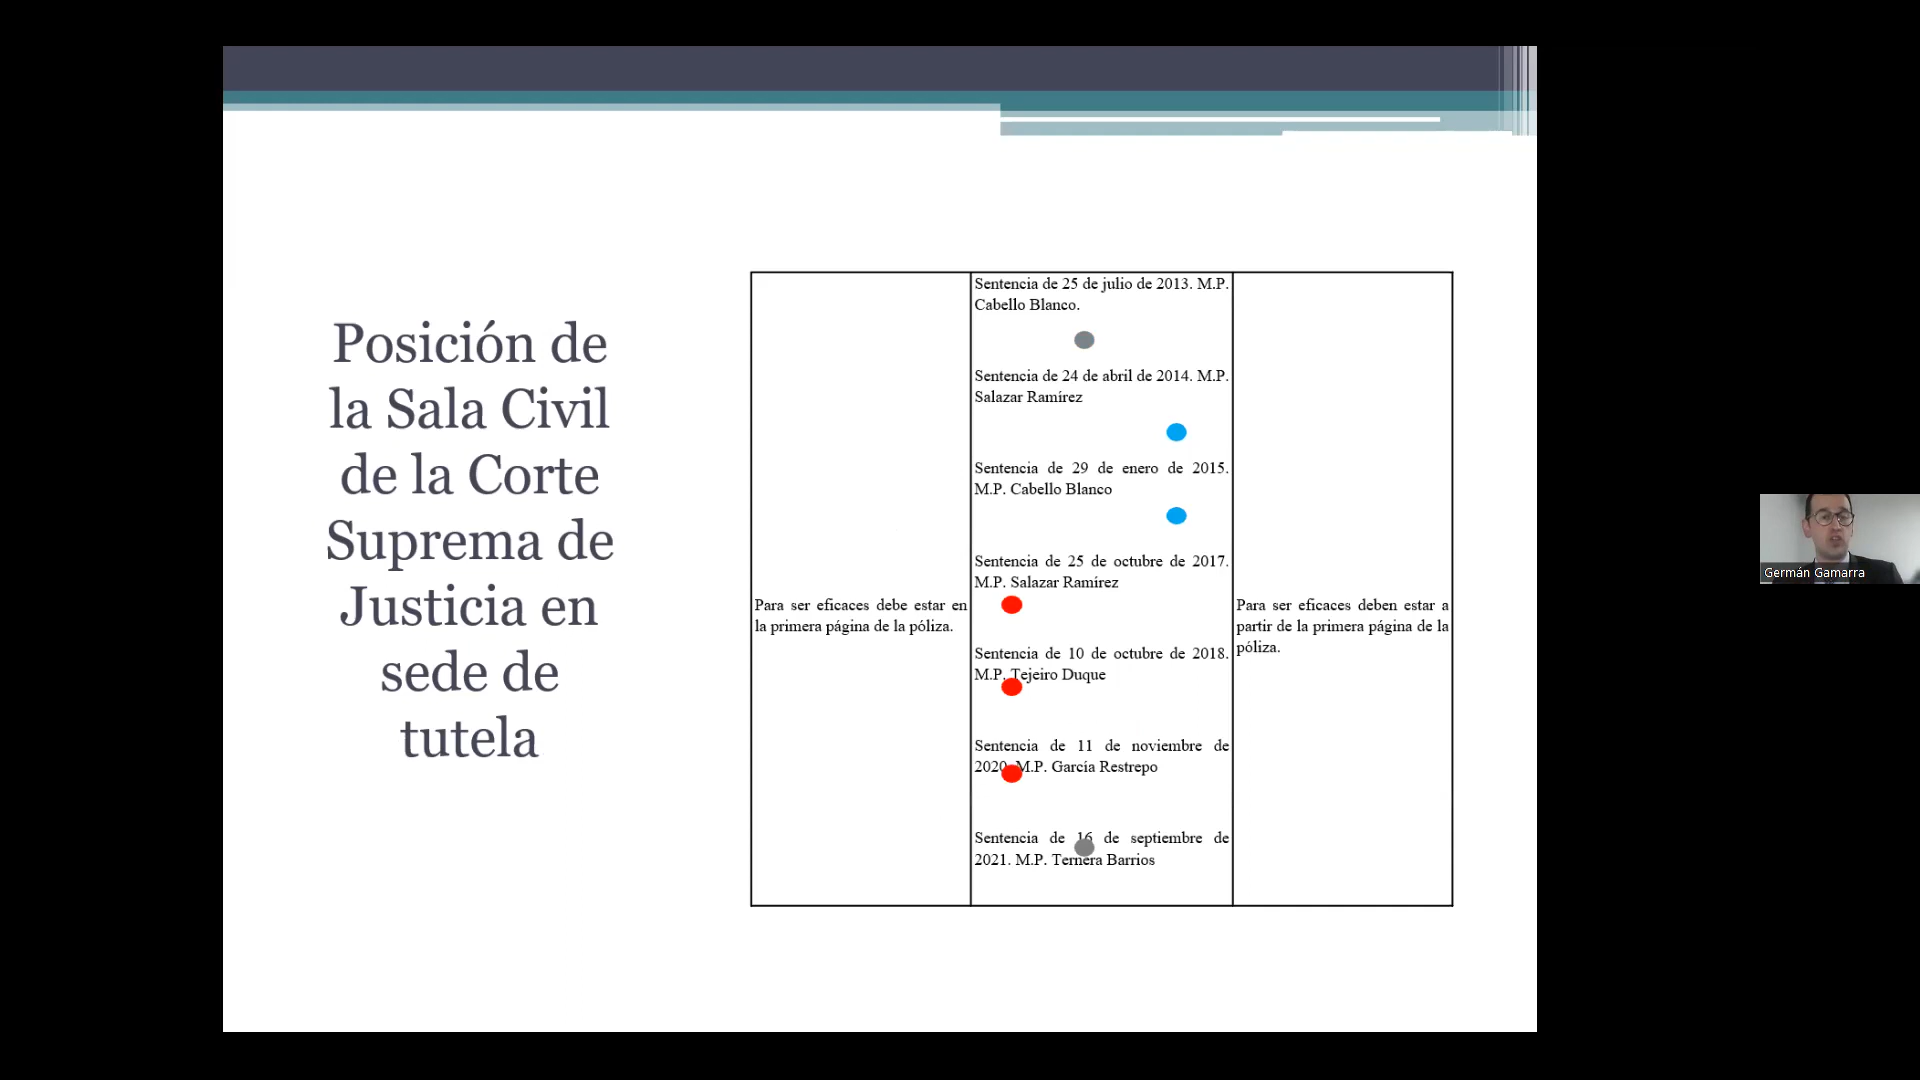 Posición de
la Sala Civil
de la Corte
Suprema de
Justicia en
sede de
tutela
Para ser eficaces debe estar en
la primera página de la póliza.
Sentencia de 25 de julio de 2013. M.P.
Cabello Blanco.
Sentencia de 24 de abril de 2014. M.P.
Salazar Ramírez
Sentencia de 29 de enero de 2015.
M.P. Cabello Blanco
Sentencia de 25 de octubre de 2017.
M.P. Salazar Ramírez
Sentencia de 10 de octubre de 2018.
M.P. Tejeiro Duque
Sentencia de 11 de noviembre de
2020. M.P. García Restrepo
Sentencia de 16 de septiembre de
2021. M.P. Ternera Barrios
Para ser eficaces deben estar a
partir de la primera página de la
póliza.
Germán Gamarra